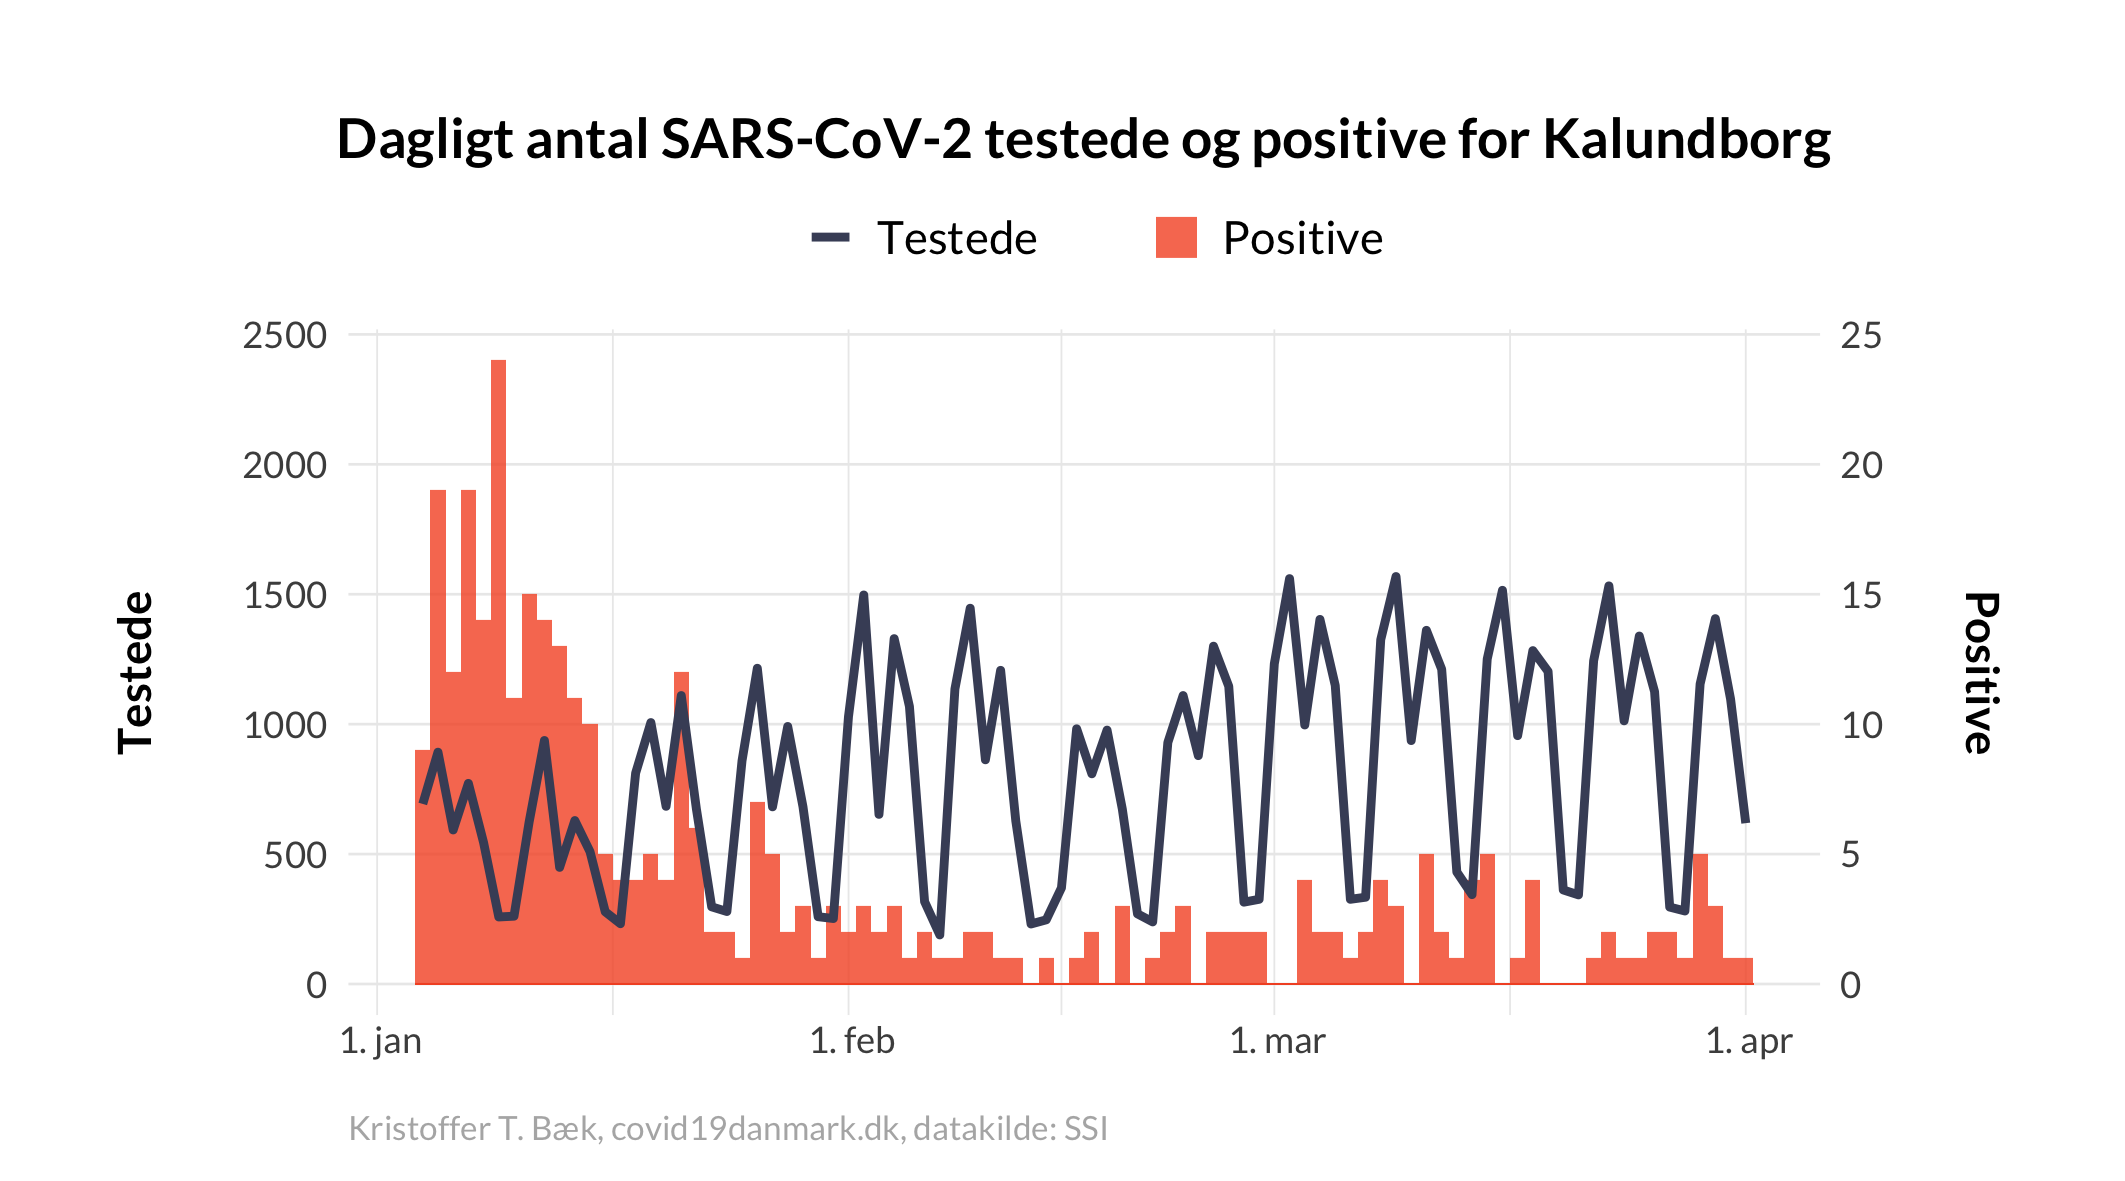 Dagligt antal SARS-CoV-2 testede og positive for Kalundborg
Testede Positive
2500 25
2000 20
1500 15
1000 10
500 5
0 0
Testede
Positive
1. jan 1. feb 1. mar 1. apr
Kristoffer T. Bæk, covid19danmark.dk, datakilde: SSI